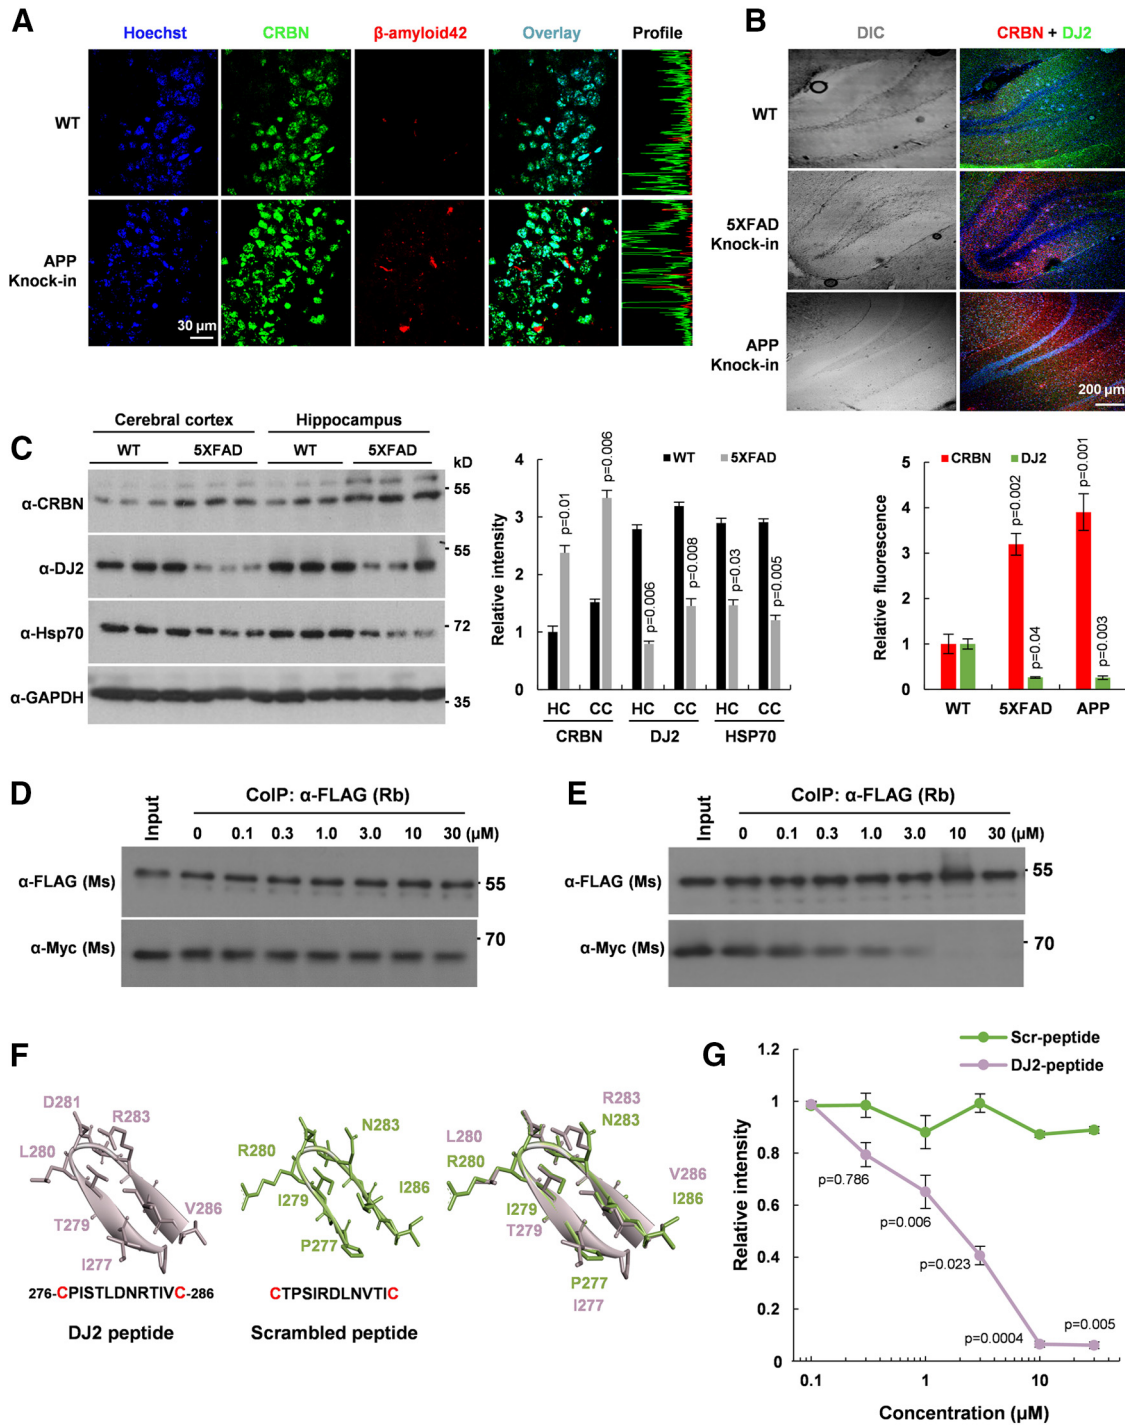 A
Hoechst CRBN β-amyloid42 Overlay Profile
WT
APP
Knock-in
30 µm
B
DIC CRBN + DJ2
WT
5XFAD
Knock-in
APP
Knock-in
200 µm
C
Cerebral cortex Hippocampus
WT 5XFAD WT 5XFAD kD
α-CRBN 55
α-DJ2 55
α-Hsp70 72
α-GAPDH 35
Relative intensity
4
3
2
1
0
WT 5XFAD
p=0.01 p=0.006 p=0.006 p=0.008 p=0.03 p=0.005
HC CC HC CC HC CC
CRBN DJ2 HSP70
Relative fluorescence
5
4
3
2
1
0
CRBN DJ2
p=0.002 p=0.04 p=0.001 p=0.003
WT 5XFAD APP
D
CoIP: α-FLAG (Rb)
Input 0 0.1 0.3 1.0 3.0 10 30 (µM)
α-FLAG (Ms) 55
α-Myc (Ms) 70
E
CoIP: α-FLAG (Rb)
Input 0 0.1 0.3 1.0 3.0 10 30 (µM)
α-FLAG (Ms) 55
α-Myc (Ms) 70
F
D281
R283
L280
T279
V286
I277
276-CPISTLDNRTIVC-286
DJ2 peptide
N283
R280
I279
I286
P277
CTPSIRDLNVTIC
Scrambled peptide
R283
N283
L280
R280
V286
I286
I279
T279
P277
I277
G
Scr-peptide
DJ2-peptide
Relative intensity
1.2
1
0.8
0.6
0.4
0.2
0
p=0.786
p=0.006
p=0.023
p=0.0004
p=0.005
0.1 1 10
Concentration (µM)